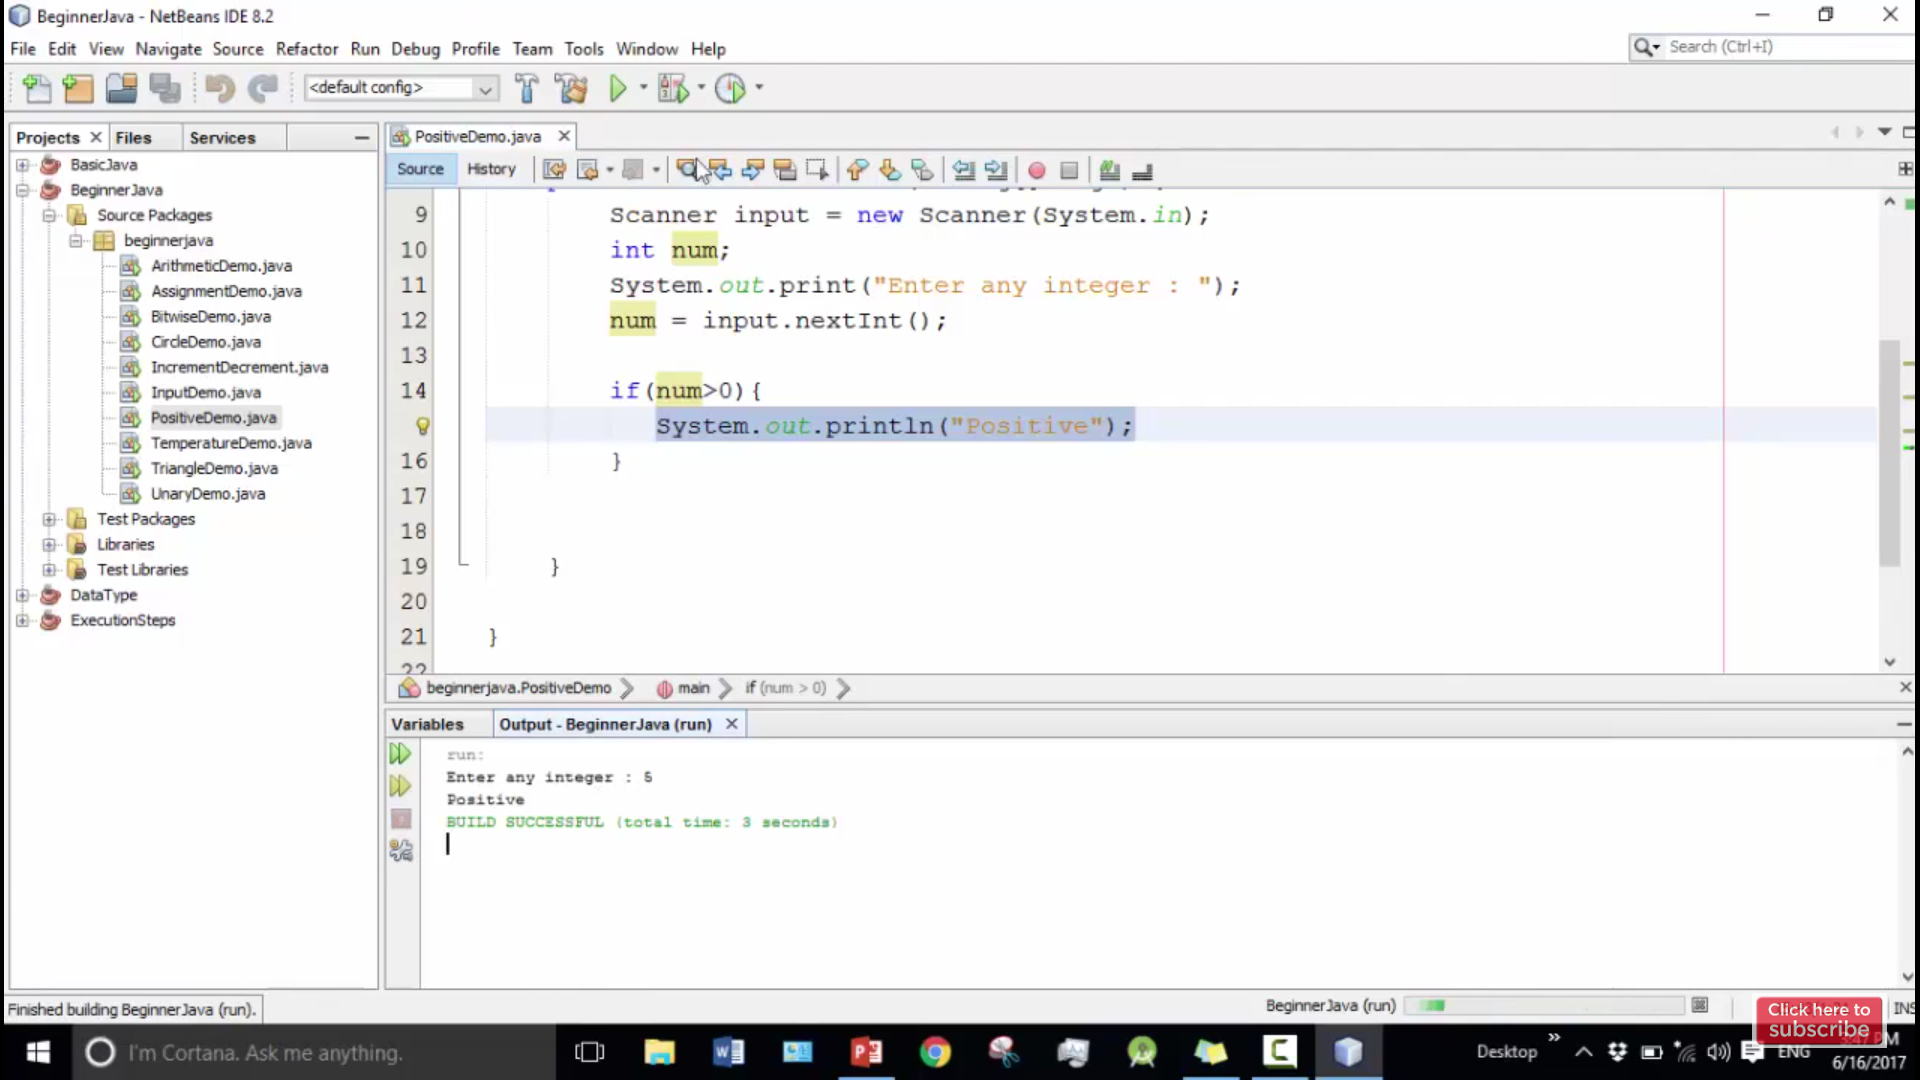 BeginnerJava - NetBeans IDE 8.2
File Edit View Navigate Source Refactor Run Debug Profile Team Tools Window Help
Search (Ctrl+I)
<default config>
Projects Files Services
PositiveDemo.java
BasicJava
BeginnerJava
Source Packages
beginnerjava
ArithmeticDemo.java
AssignmentDemo.java
BitwiseDemo.java
CircleDemo.java
IncrementDecrement.java
InputDemo.java
PositiveDemo.java
TemperatureDemo.java
TriangleDemo.java
UnaryDemo.java
Test Packages
Libraries
Test Libraries
DataType
ExecutionSteps
Source History
9 Scanner input = new Scanner(System.in);
10 int num;
11 System.out.print("Enter any integer : ");
12 num = input.nextInt();
13
14 if(num>0){
System.out.println("Positive");
16 }
17
18
19 }
20
21 }
22
beginnerjava.PositiveDemo main if (num > 0)
Variables Output - BeginnerJava (run)
run:
Enter any integer : 5
Positive
BUILD SUCCESSFUL (total time: 3 seconds)
Finished building BeginnerJava (run).
BeginnerJava (run)
INS
Click here to
subscribe
I'm Cortana. Ask me anything.
Desktop
ENG
PM
6/16/2017